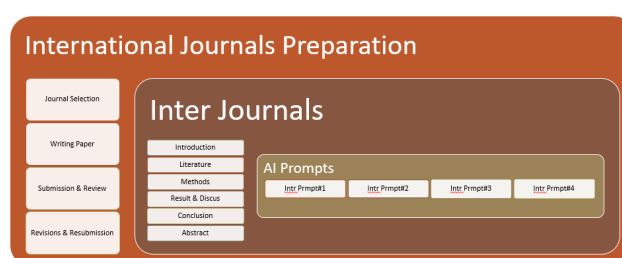 International Journals Preparation
Journal Selection
Writing Paper
Submission & Review
Revisions & Resubmission
Inter Journals
Introduction
Literature
Methods
Result & Discus
Conclusion
Abstract
AI Prompts
Intr Prmpt#1
Intr Prmpt#2
Intr Prmpt#3
Intr Prmpt#4